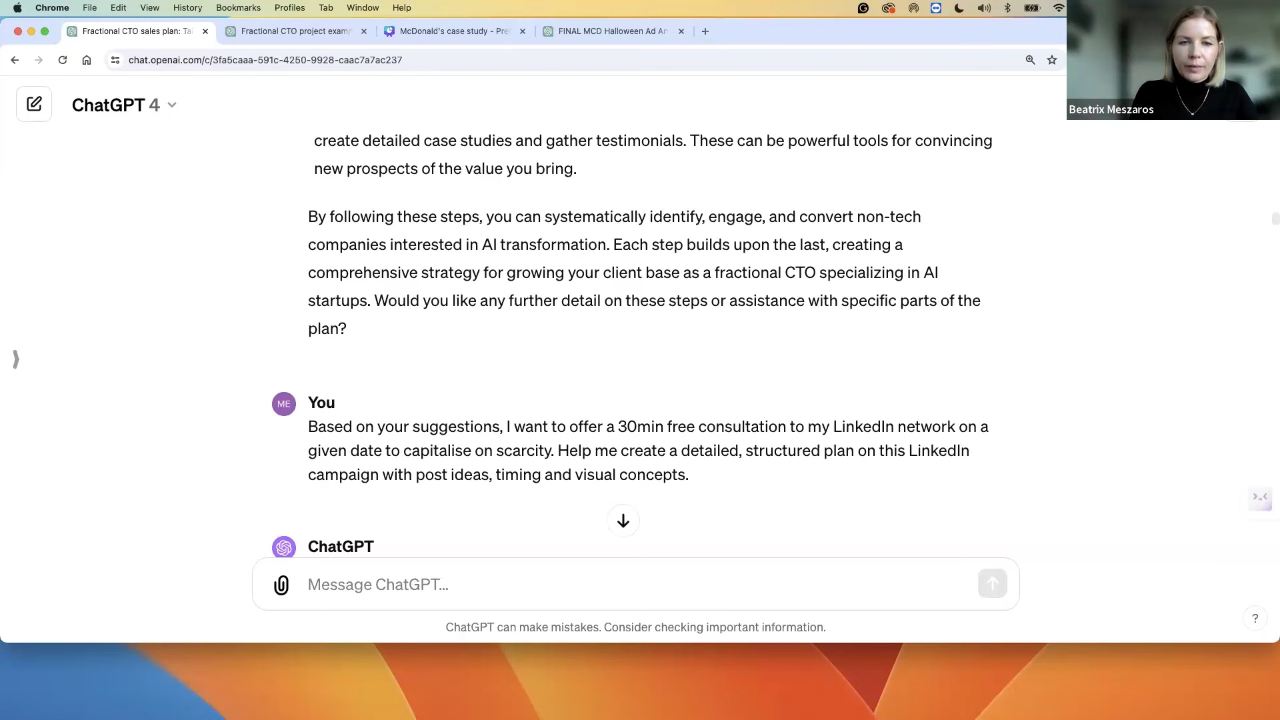 Chrome File Edit View History Bookmarks Profiles Tab Window Help
Fractional CTO sales plan: Ta
Fractional CTO project exam
McDonald's case study - Pre
FINAL MCD Halloween Ad An
chat.openai.com/c/3fa5caaa-591c-4250-9928-caac7a7ac237
Beatrix Meszaros
ChatGPT 4
create detailed case studies and gather testimonials. These can be powerful tools for convincing
new prospects of the value you bring.
By following these steps, you can systematically identify, engage, and convert non-tech
companies interested in AI transformation. Each step builds upon the last, creating a
comprehensive strategy for growing your client base as a fractional CTO specializing in AI
startups. Would you like any further detail on these steps or assistance with specific parts of the
plan?
ME
You
Based on your suggestions, I want to offer a 30min free consultation to my LinkedIn network on a
given date to capitalise on scarcity. Help me create a detailed, structured plan on this LinkedIn
campaign with post ideas, timing and visual concepts.
ChatGPT
Message ChatGPT...
ChatGPT can make mistakes. Consider checking important information.
?